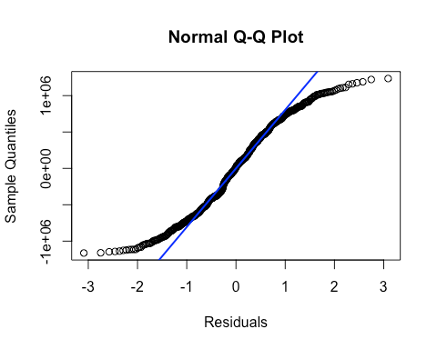 Normal Q-Q Plot
Sample Quantiles
1e+06
0e+00
-1e+06
-3 -2 -1 0 1 2 3
Residuals